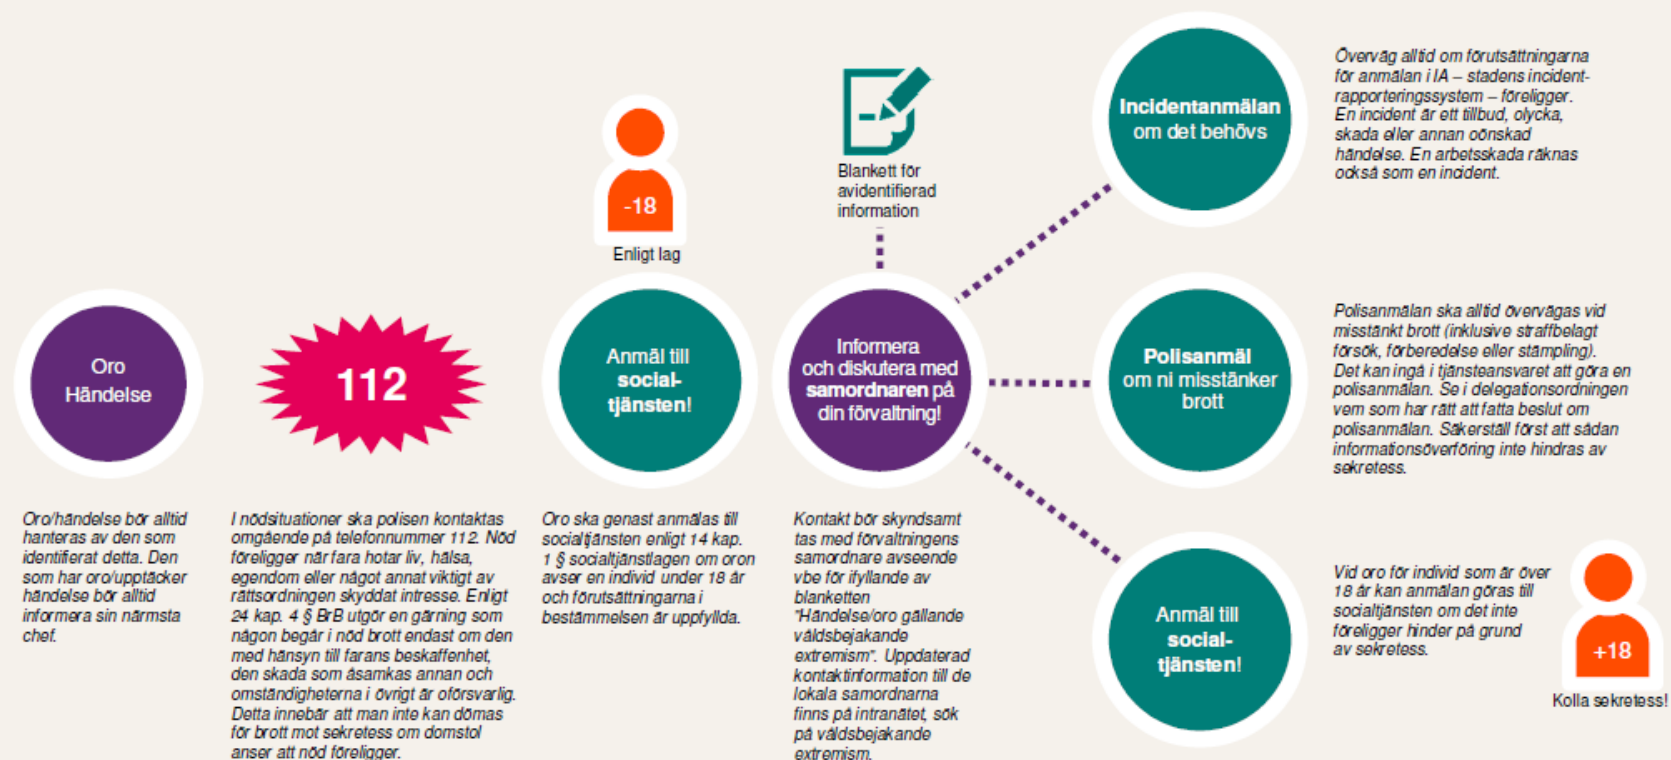 Oro
Händelse
Oro/händelse bör alltid
hanteras av den som
identifierat detta. Den
som har oro/upptäcker
händelse bör alltid
informera sin närmsta
chef.
112
I nödsituationer ska polisen kontaktas
omgående på telefonnummer 112. Nöd
föreligger när fara hotar liv, hälsa,
egendom eller något annat viktigt av
rättsordningen skyddat intresse. Enligt
24 kap. 4 § BrB utgör en gärning som
någon begår i nöd brott endast om den
med hänsyn till farans beskaffenhet,
den skada som åsamkas annan och
omständigheterna i övrigt är oförsvarlig.
Detta innebär att man inte kan dömas
för brott mot sekretess om domstol
anser att nöd föreligger.
-18
Enligt lag
Anmäl till
social-
tjänsten!
Oro ska genast anmälas till
socialtjänsten enligt 14 kap.
1 § socialtjänstlagen om oron
avser en individ under 18 år
och förutsättningarna i
bestämmelsen är uppfyllda.
Blankett för
avidentifierad
information
Informera
och diskutera med
samordnaren på
din förvaltning!
Kontakt bör skyndsamt
tas med förvaltningens
samordnare avseende
vbe för ifyllande av
blanketten
"Händelse/oro gällande
våldsbejakande
extremism". Uppdaterad
kontaktinformation till de
lokala samordnarna
finns på intranätet, sök
på våldsbejakande
extremism.
Incidentanmälan
om det behövs
Överväg alltid om förutsättningarna
för anmälan i IA – stadens incident-
rapporteringssystem – föreligger.
En incident är ett tillbud, olycka,
skada eller annan oönskad
händelse. En arbetsskada räknas
också som en incident.
Polisanmäl
om ni misstänker
brott
Polisanmälan ska alltid övervägas vid
misstänkt brott (inklusive straffbelagt
försök, förberedelse eller stämpling).
Det kan ingå i tjänsteansvaret att göra en
polisanmälan. Se i delegationsordningen
vem som har rätt att fatta beslut om
polisanmälan. Säkerställ först att sådan
informationsöverföring inte hindras av
sekretess.
Anmäl till
social-
tjänsten!
Vid oro för individ som är över
18 år kan anmälan göras till
socialtjänsten om det inte
föreligger hinder på grund
av sekretess.
+18
Kolla sekretess!